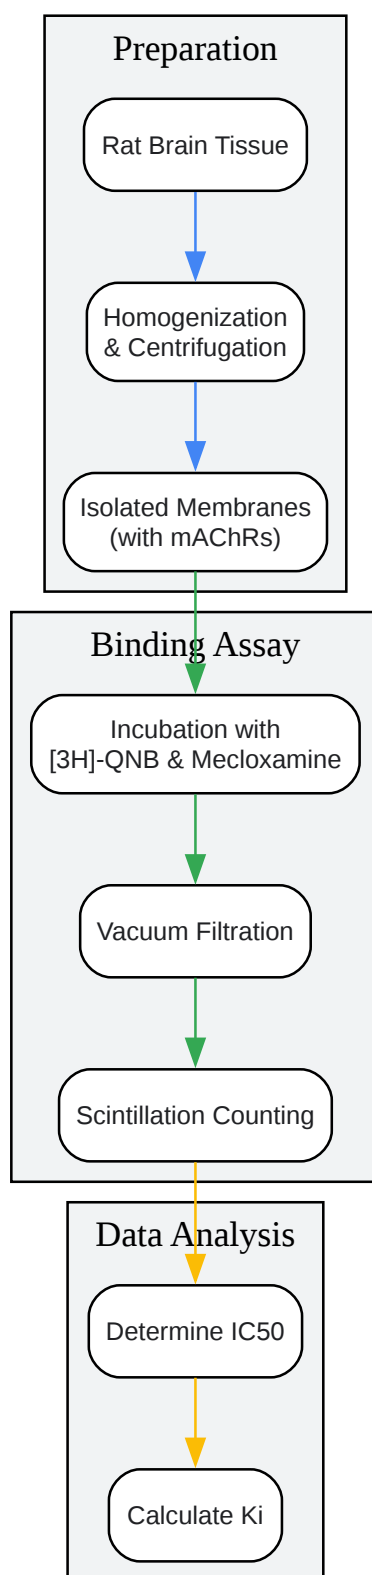 Preparation
Rat Brain Tissue
Homogenization
& Centrifugation
Isolated Membranes
(with mAChRs)
Binding Assay
Incubation with
[3H]-QNB & Mecloxamine
Vacuum Filtration
Scintillation Counting
Data Analysis
Determine IC50
Calculate Ki